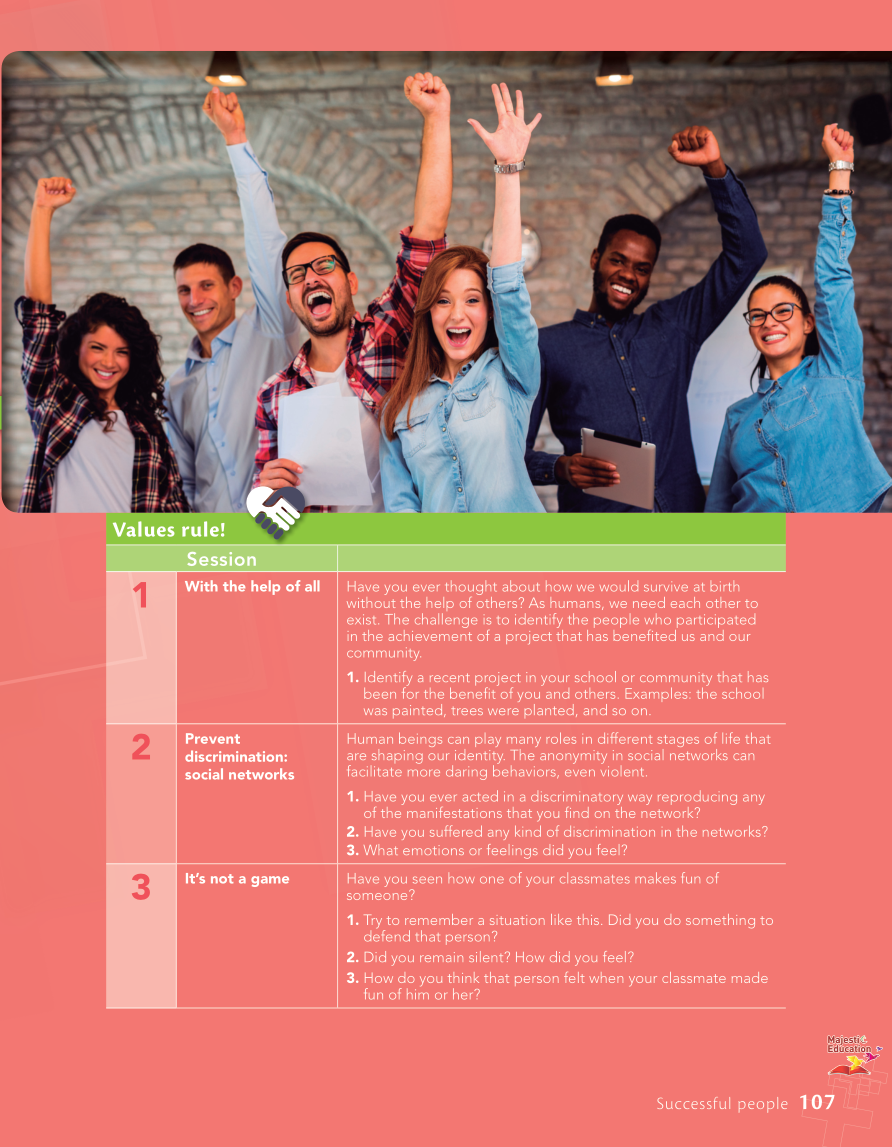 Values rule!
Session
1
With the help of all
Have you ever thought about how we would survive at birth
without the help of others? As humans, we need each other to
exist. The challenge is to identify the people who participated
in the achievement of a project that has benefited us and our
community.
1. Identify a recent project in your school or community that has
been for the benefit of you and others. Examples: the school
was painted, trees were planted, and so on.
2
Prevent
discrimination:
social networks
Human beings can play many roles in different stages of life that
are shaping our identity. The anonymity in social networks can
facilitate more daring behaviors, even violent.
1. Have you ever acted in a discriminatory way reproducing any
of the manifestations that you find on the network?
2. Have you suffered any kind of discrimination in the networks?
3. What emotions or feelings did you feel?
3
It's not a game
Have you seen how one of your classmates makes fun of
someone?
1. Try to remember a situation like this. Did you do something to
defend that person?
2. Did you remain silent? How did you feel?
3. How do you think that person felt when your classmate made
fun of him or her?
Majestic
Education
Successful people 107